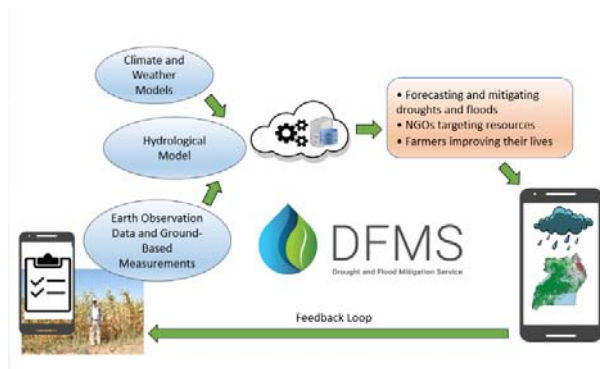 Climate and
Weather
Models
Hydrological
Model
Earth Observation
Data and Ground-
Based
Measurements
• Forecasting and mitigating
droughts and floods
• NGOs targeting resources
• Farmers improving their lives
DFMS
Drought and Flood Mitigation Service
Feedback Loop